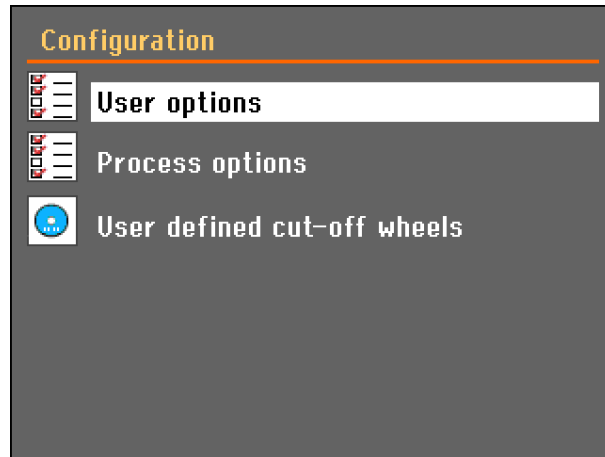 Configuration
User options
Process options
User defined cut-off wheels